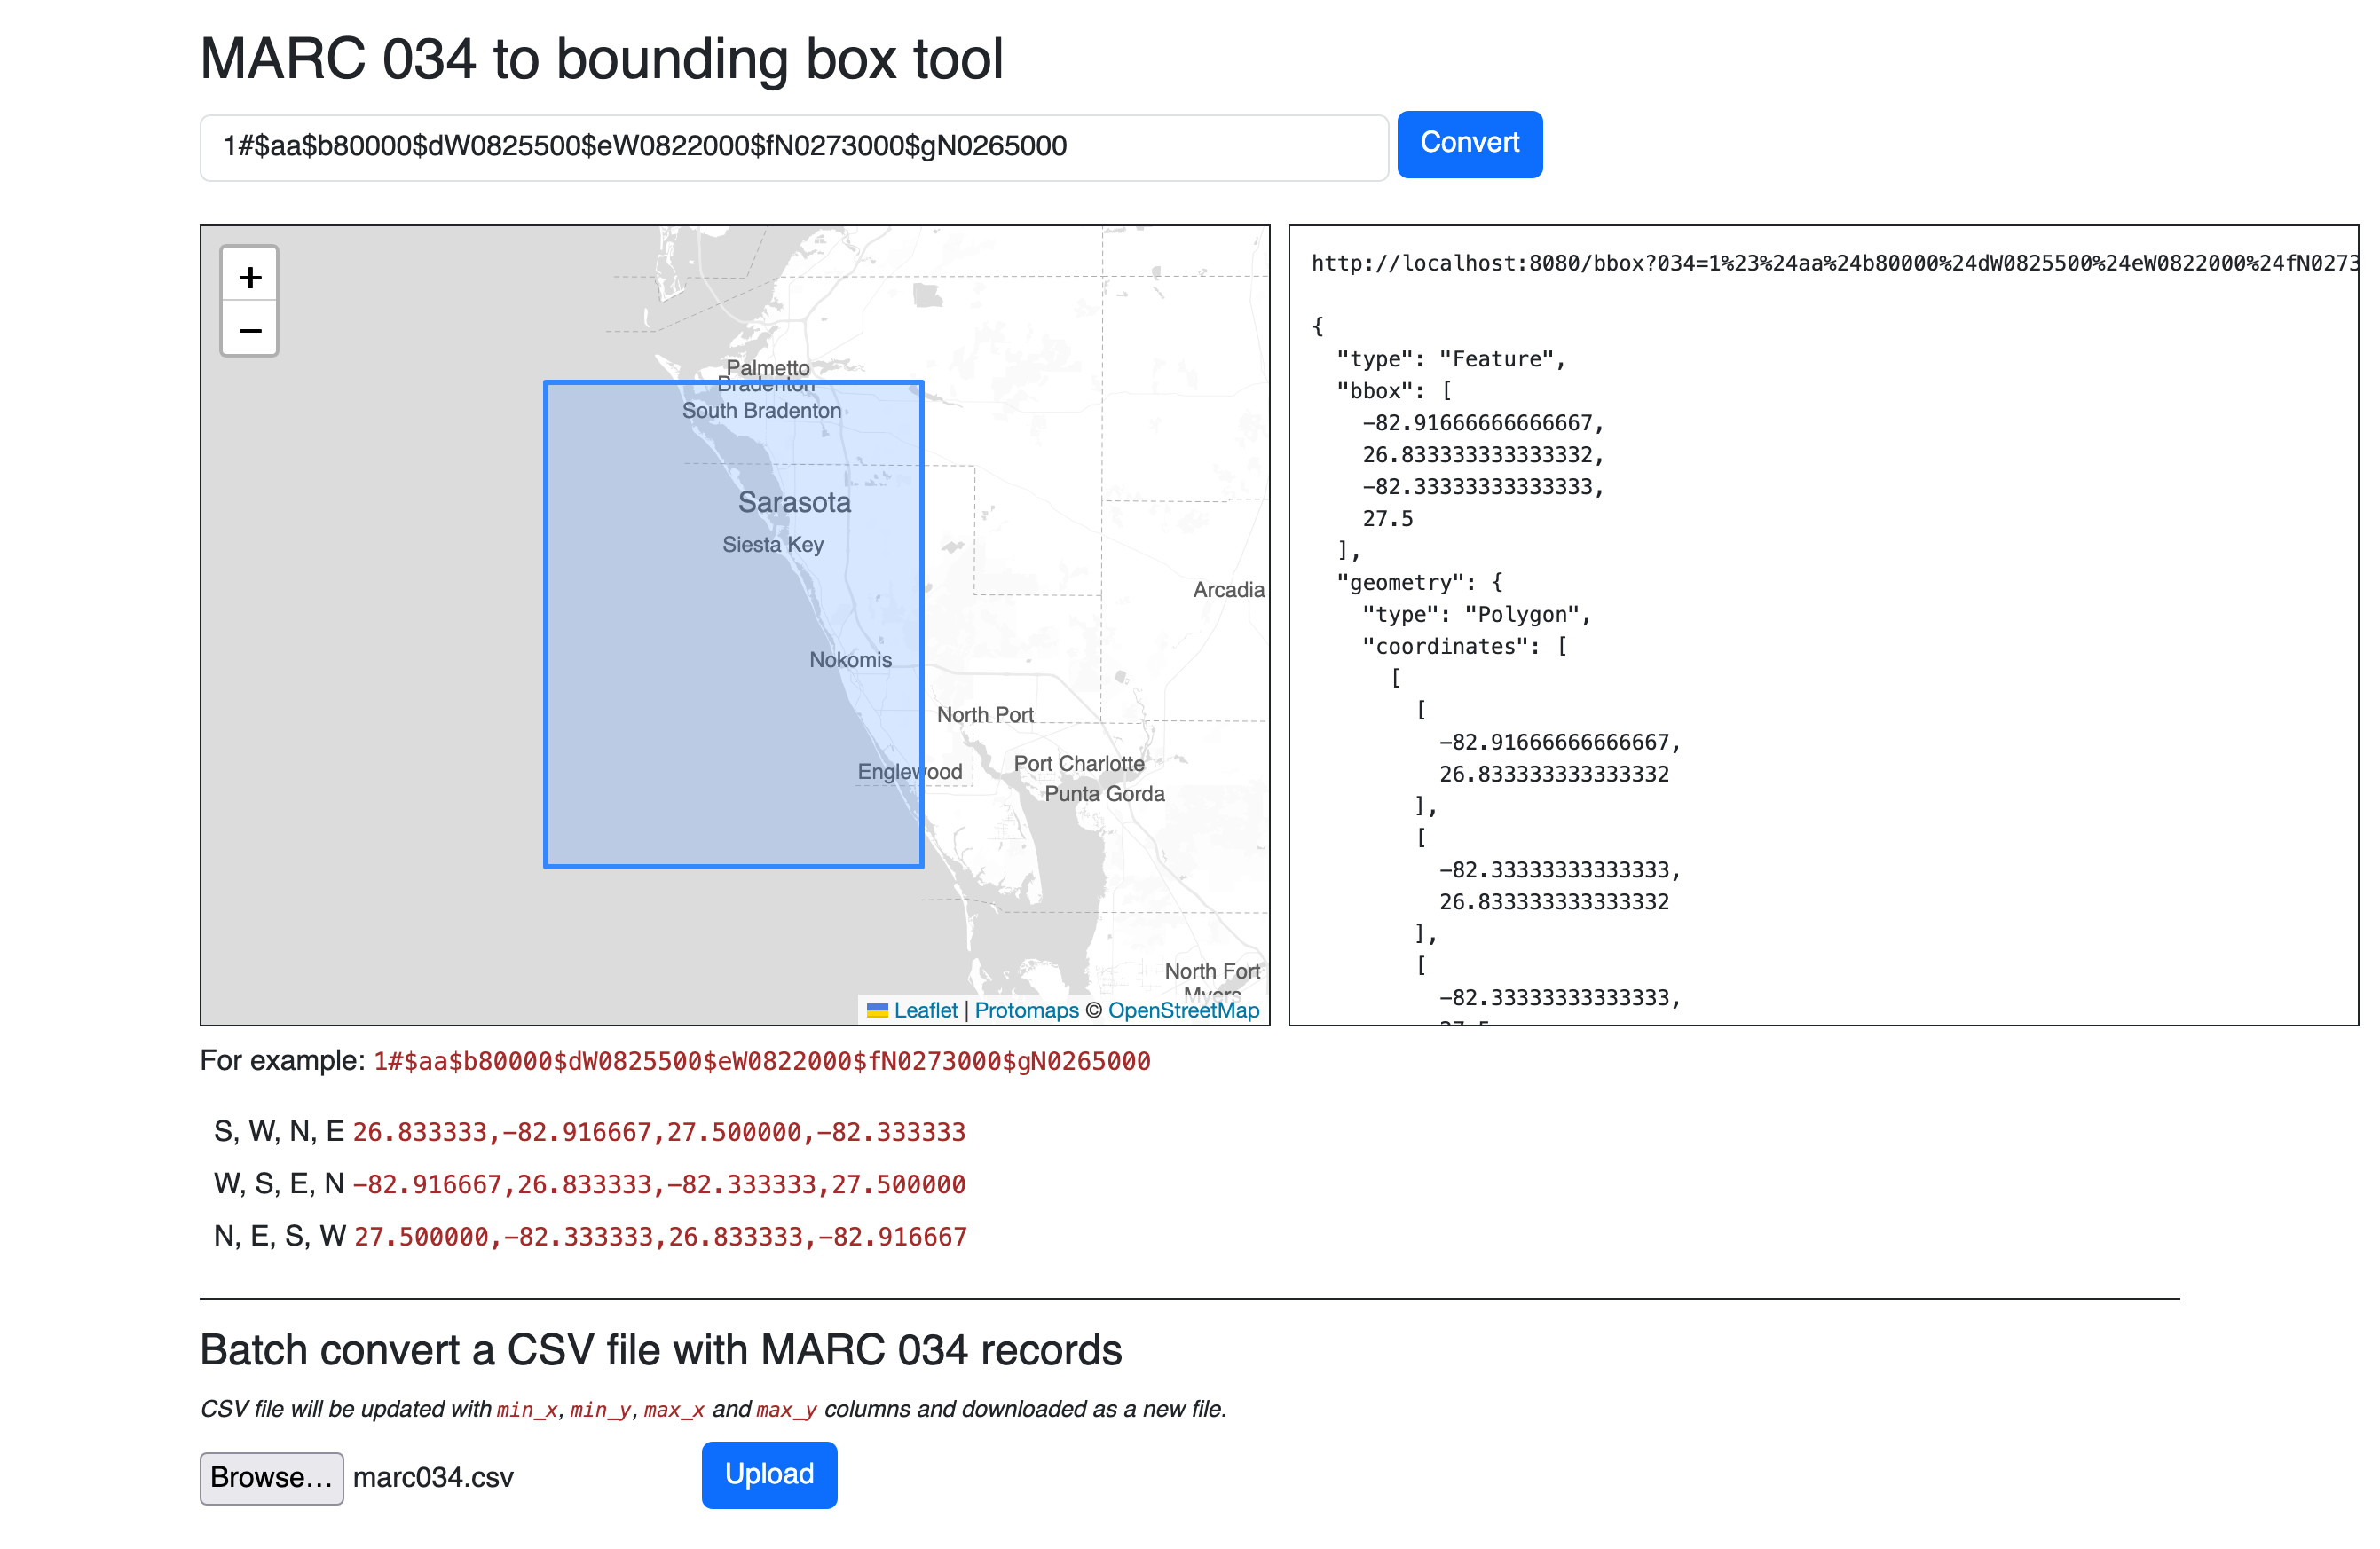 MARC 034 to bounding box tool
1#$aa$b80000$dW0825500$eW0822000$fN0273000$gN0265000
Convert
+
−
Palmetto
Bradenton
South Bradenton
Sarasota
Siesta Key
Arcadia
Nokomis
North Port
Englewood
Port Charlotte
Punta Gorda
North Fort
Myers
Leaflet | Protomaps © OpenStreetMap
http://localhost:8080/bbox?034=1%23%24aa%24b80000%24dW0825500%24eW0822000%24fN0273
{
"type": "Feature",
"bbox": [
-82.91666666666667,
26.833333333333332,
-82.33333333333333,
27.5
],
"geometry": {
"type": "Polygon",
"coordinates": [
[
[
-82.91666666666667,
26.833333333333332
],
[
-82.33333333333333,
26.833333333333332
],
[
-82.33333333333333,
27.5
For example: 1#$aa$b80000$dW0825500$eW0822000$fN0273000$gN0265000
S, W, N, E 26.833333,-82.916667,27.500000,-82.333333
W, S, E, N -82.916667,26.833333,-82.333333,27.500000
N, E, S, W 27.500000,-82.333333,26.833333,-82.916667
Batch convert a CSV file with MARC 034 records
CSV file will be updated with min_x, min_y, max_x and max_y columns and downloaded as a new file.
Browse... marc034.csv
Upload